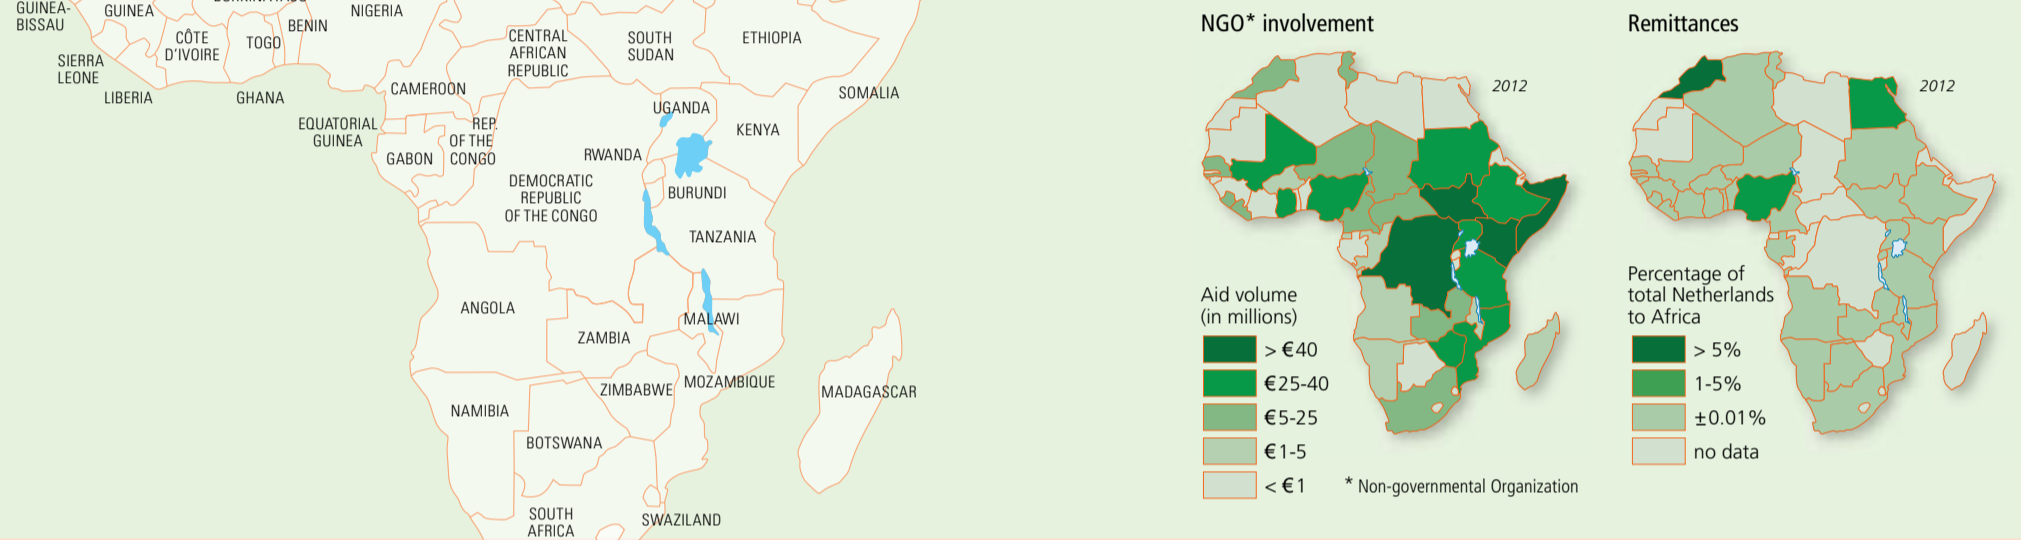 GUINEA-
BISSAU
GUINEA
NIGERIA
BENIN
CÔTE
D'IVOIRE
TOGO
SIERRA
LEONE
LIBERIA
GHANA
CENTRAL
AFRICAN
REPUBLIC
SOUTH
SUDAN
ETHIOPIA
CAMEROON
SOMALIA
UGANDA
EQUATORIAL
GUINEA
REP.
OF THE
CONGO
KENYA
GABON
RWANDA
DEMOCRATIC
REPUBLIC
OF THE CONGO
BURUNDI
TANZANIA
ANGOLA
MALAWI
ZAMBIA
ZIMBABWE
MOZAMBIQUE
MADAGASCAR
NAMIBIA
BOTSWANA
SOUTH
AFRICA
SWAZILAND
NGO* involvement
2012
Aid volume
(in millions)
> €40
€25-40
€5-25
€1-5
< €1
* Non-governmental Organization
Remittances
2012
Percentage of
total Netherlands
to Africa
> 5%
1-5%
±0.01%
no data